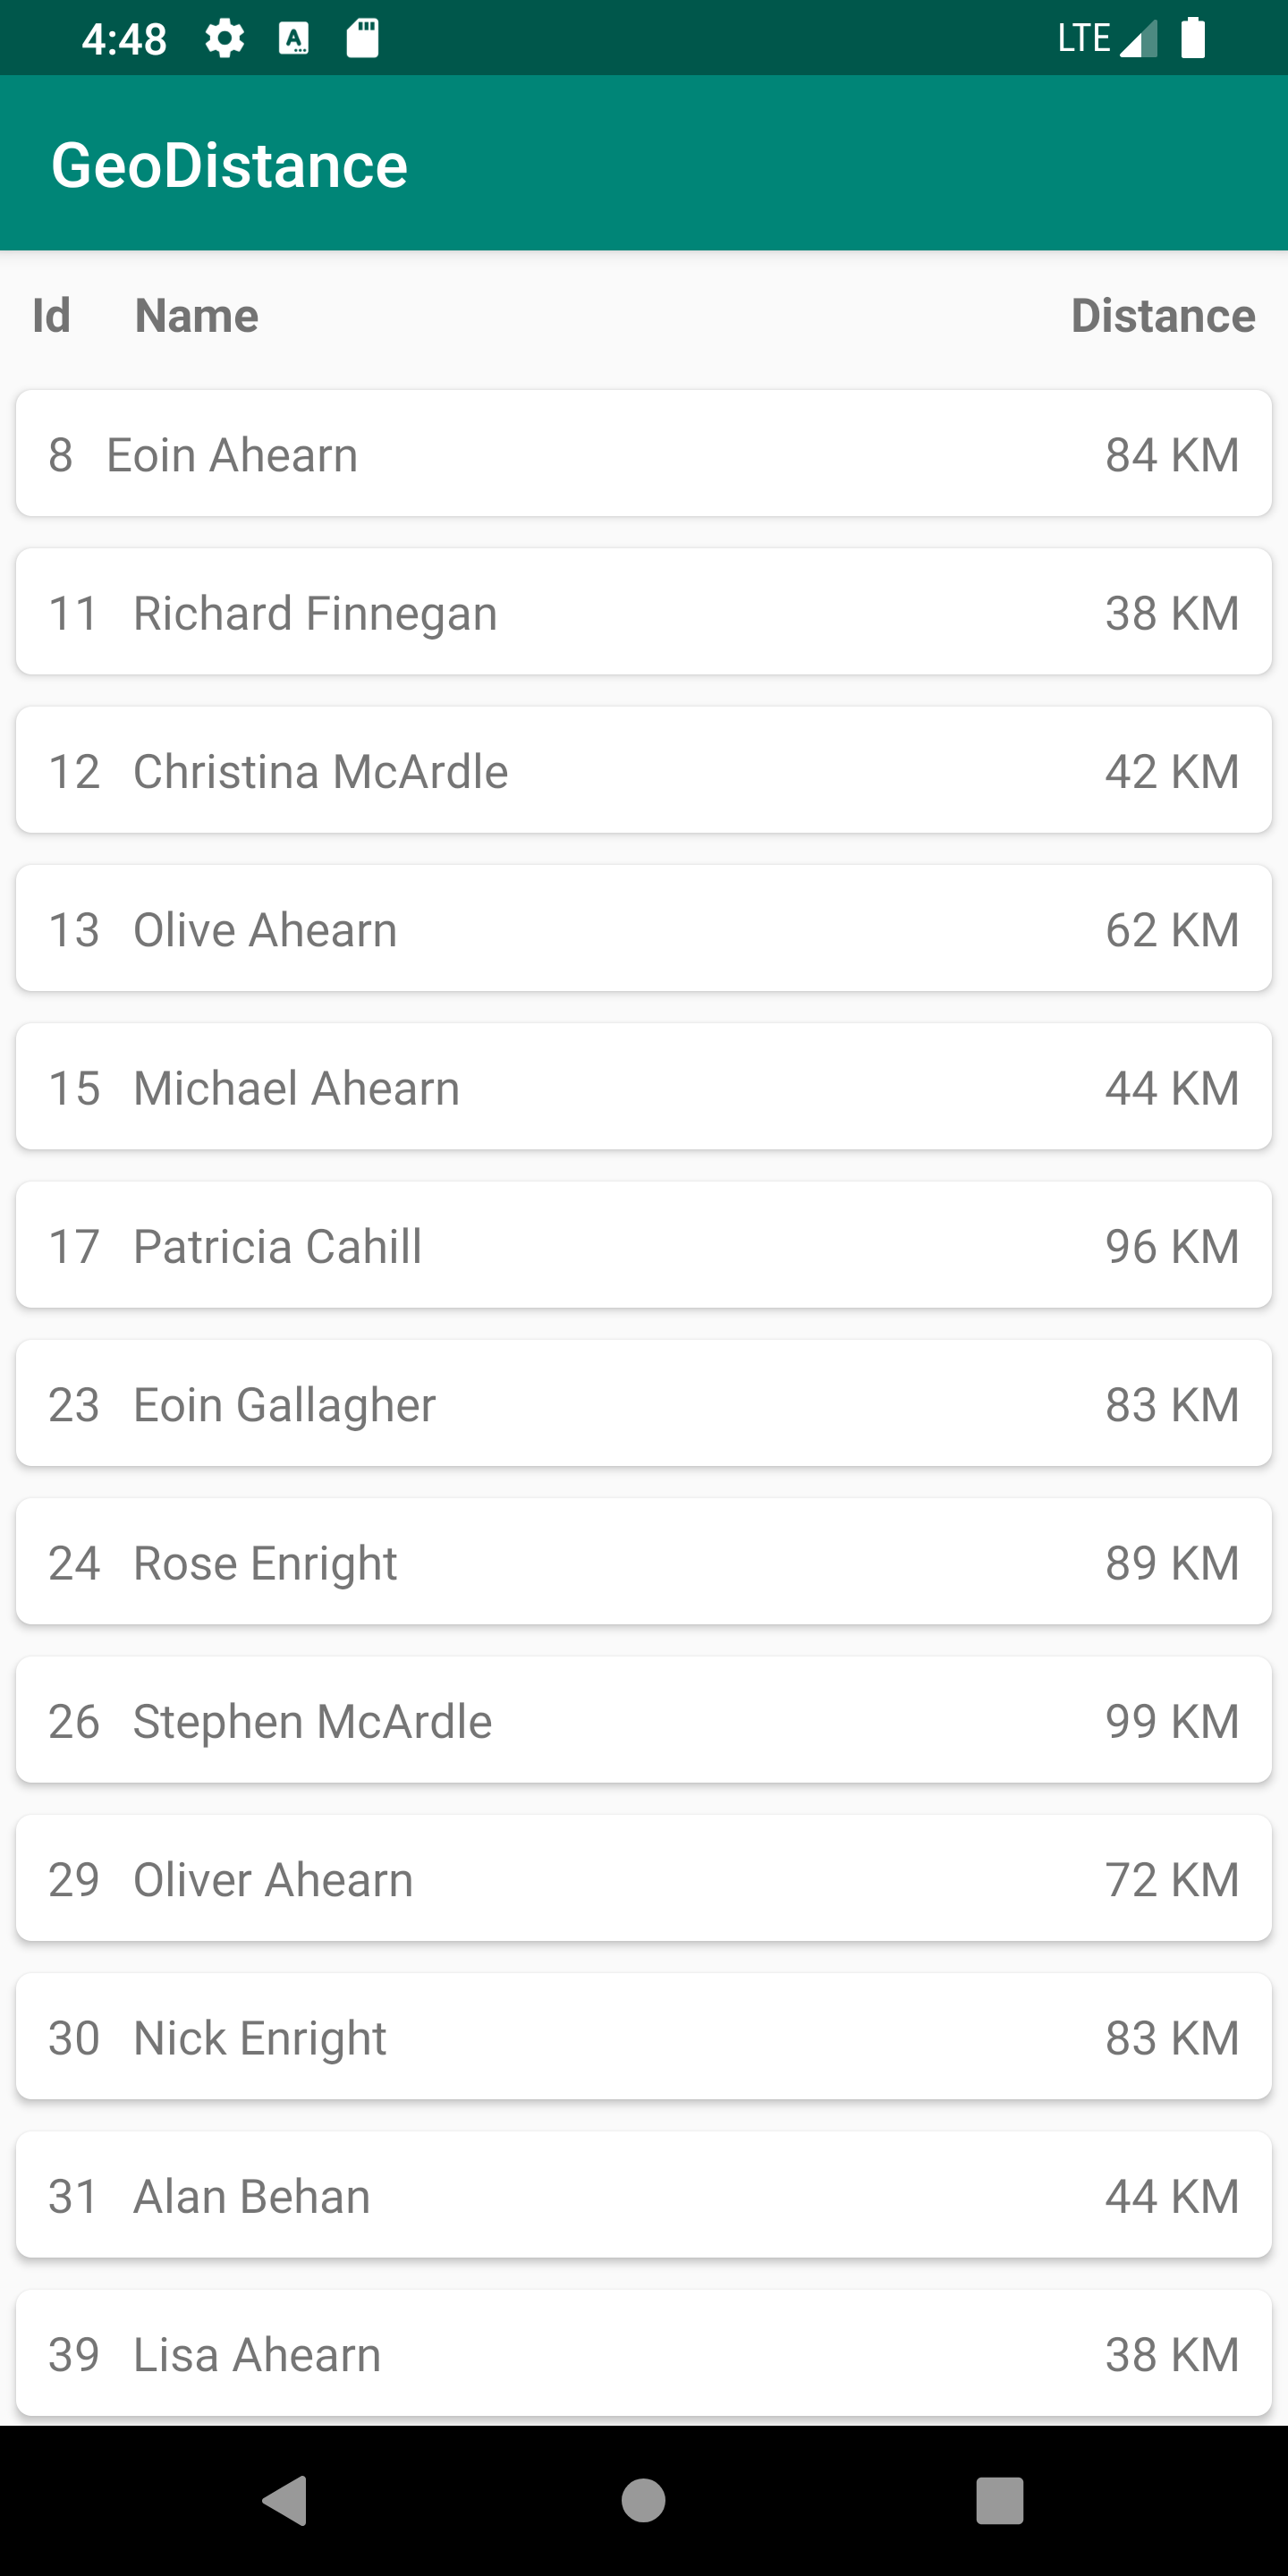 4:48 LTE
GeoDistance
Id Name Distance
8 Eoin Ahearn 84 KM
11 Richard Finnegan 38 KM
12 Christina McArdle 42 KM
13 Olive Ahearn 62 KM
15 Michael Ahearn 44 KM
17 Patricia Cahill 96 KM
23 Eoin Gallagher 83 KM
24 Rose Enright 89 KM
26 Stephen McArdle 99 KM
29 Oliver Ahearn 72 KM
30 Nick Enright 83 KM
31 Alan Behan 44 KM
39 Lisa Ahearn 38 KM